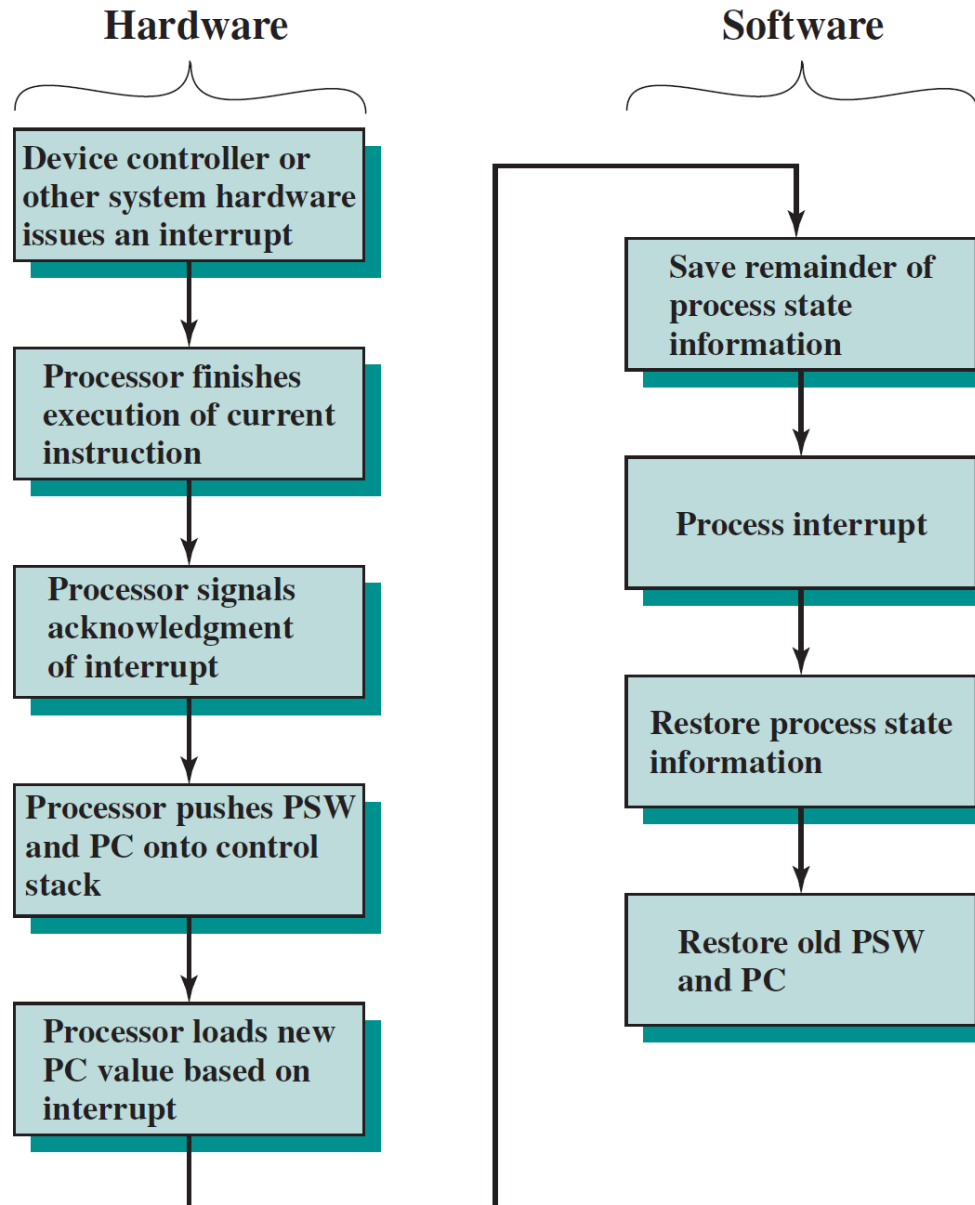 Hardware
Device controller or
other system hardware
issues an interrupt
Processor finishes
execution of current
instruction
Processor signals
acknowledgment
of interrupt
Processor pushes PSW
and PC onto control
stack
Processor loads new
PC value based on
interrupt
Software
Save remainder of
process state
information
Process interrupt
Restore process state
information
Restore old PSW
and PC